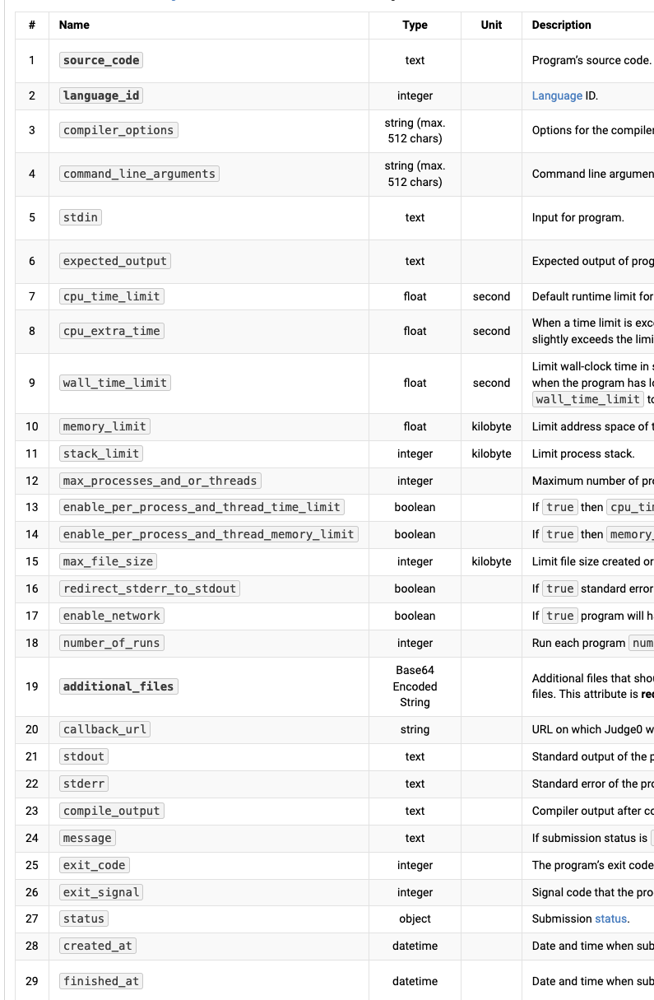 # Name Type Unit Description
1 source_code text Program's source code.
2 language_id integer Language ID.
3 compiler_options string (max. 512 chars) Options for the compiler
4 command_line_arguments string (max. 512 chars) Command line argumen
5 stdin text Input for program.
6 expected_output text Expected output of prog
7 cpu_time_limit float second Default runtime limit for
8 cpu_extra_time float second When a time limit is exc
slightly exceeds the limi
9 wall_time_limit float second Limit wall-clock time in s
when the program has lo
wall_time_limit to
10 memory_limit float kilobyte Limit address space of t
11 stack_limit integer kilobyte Limit process stack.
12 max_processes_and_or_threads integer Maximum number of pro
13 enable_per_process_and_thread_time_limit boolean If true then cpu_tim
14 enable_per_process_and_thread_memory_limit boolean If true then memory_
15 max_file_size integer kilobyte Limit file size created or
16 redirect_stderr_to_stdout boolean If true standard error
17 enable_network boolean If true program will h
18 number_of_runs integer Run each program num
19 additional_files Base64 Encoded String Additional files that shou
files. This attribute is re
20 callback_url string URL on which Judge0 w
21 stdout text Standard output of the p
22 stderr text Standard error of the pro
23 compile_output text Compiler output after co
24 message text If submission status is
25 exit_code integer The program's exit code
26 exit_signal integer Signal code that the pro
27 status object Submission status.
28 created_at datetime Date and time when sub
29 finished_at datetime Date and time when sub